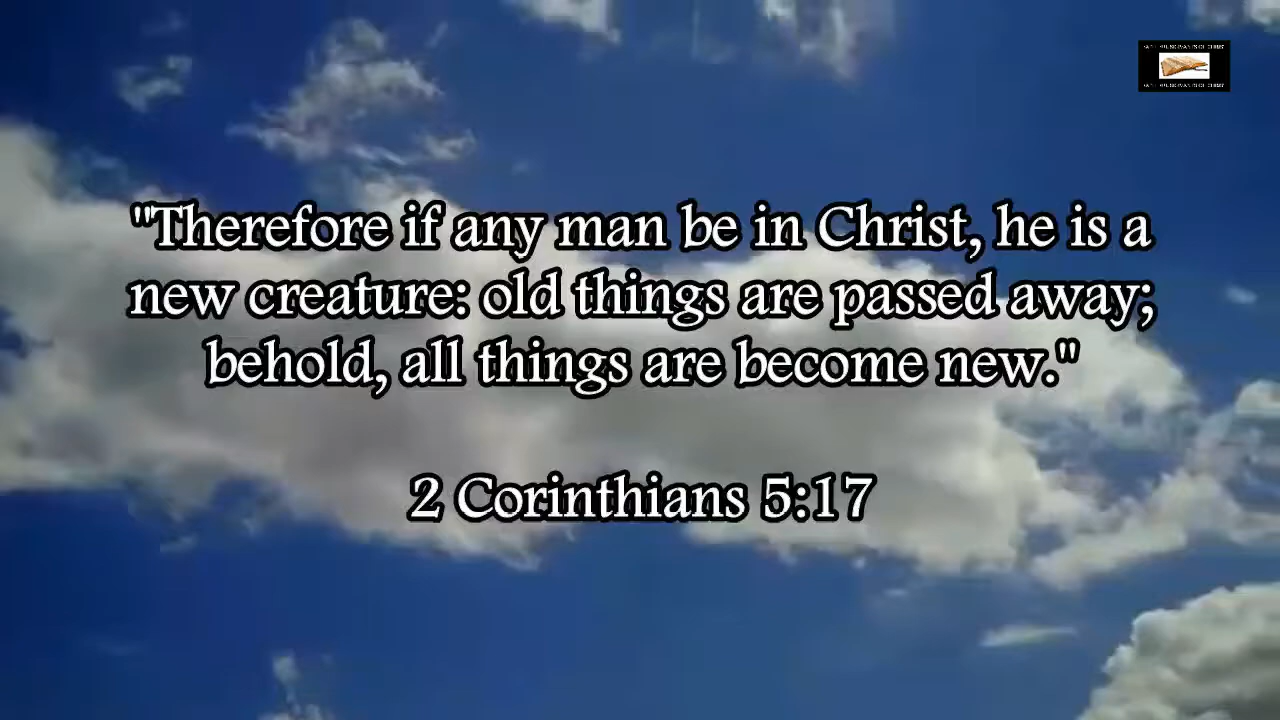 "Therefore if any man be in Christ, he is a
new creature: old things are passed away;
behold, all things are become new."
2 Corinthians 5:17